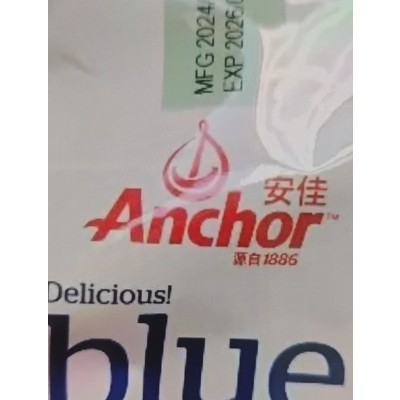 MFG 2024
EXP 2026
安佳
Anchor™
源自1886
Delicious!
blue